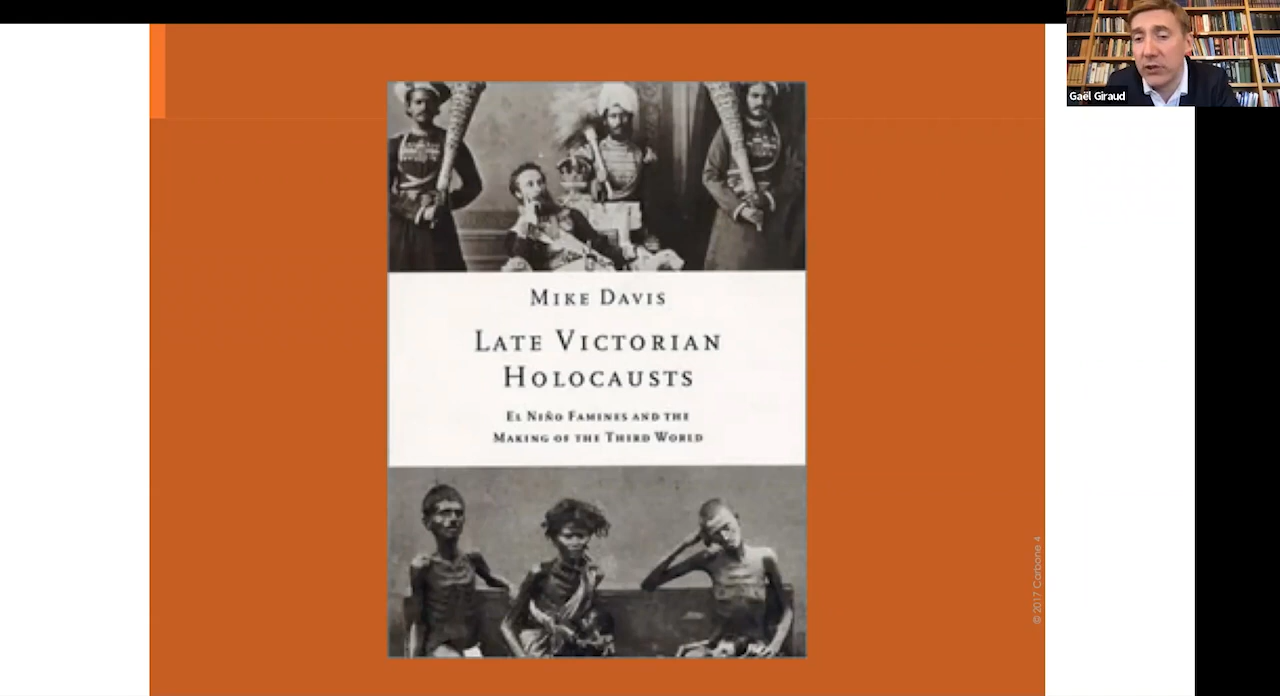 Gaël Giraud
MIKE DAVIS
LATE VICTORIAN
HOLOCAUSTS
EL NIÑO FAMINES AND THE
MAKING OF THE THIRD WORLD
© 2017 Carbone 4